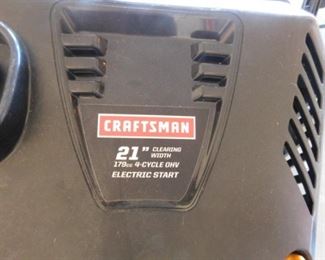 CRAFTSMAN
21" CLEARING
WIDTH
179cc 4-CYCLE OHV
ELECTRIC START